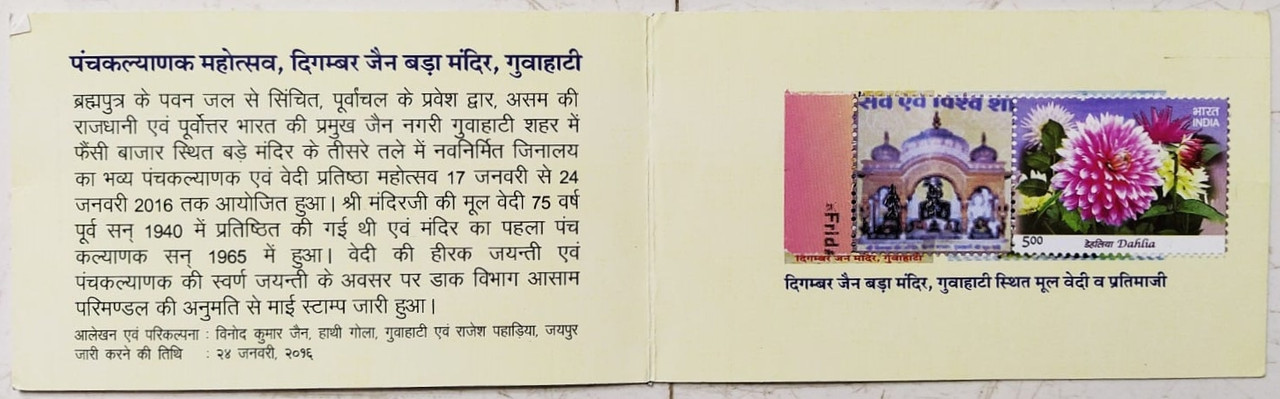 पंचकल्याणक महोत्सव, दिगम्बर जैन बड़ा मंदिर, गुवाहाटी
ब्रह्मपुत्र के पवन जल से सिंचित, पूर्वांचल के प्रवेश द्वार, असम की
राजधानी एवं पूर्वोत्तर भारत की प्रमुख जैन नगरी गुवाहाटी शहर में
फैंसी बाजार स्थित बड़े मंदिर के तीसरे तले में नवनिर्मित जिनालय
का भव्य पंचकल्याणक एवं वेदी प्रतिष्ठा महोत्सव 17 जनवरी से 24
जनवरी 2016 तक आयोजित हुआ। श्री मंदिरजी की मूल वेदी 75 वर्ष
पूर्व सन् 1940 में प्रतिष्ठित की गई थी एवं मंदिर का पहला पंच
कल्याणक सन् 1965 में हुआ। वेदी की हीरक जयन्ती एवं
पंचकल्याणक की स्वर्ण जयन्ती के अवसर पर डाक विभाग आसाम
परिमण्डल की अनुमति से माई स्टाम्प जारी हुआ।
आलेखन एवं परिकल्पना : विनोद कुमार जैन, हाथी गोला, गुवाहाटी एवं राजेश पहाड़िया, जयपुर
जारी करने की तिथि : २४ जनवरी, २०१६
एवं विश्व
भारत
INDIA
5.00
डेहलिया Dahlia
दिगम्बर जैन मंदिर, गुवाहाटी
दिगम्बर जैन बड़ा मंदिर, गुवाहाटी स्थित मूल वेदी व प्रतिमाजी